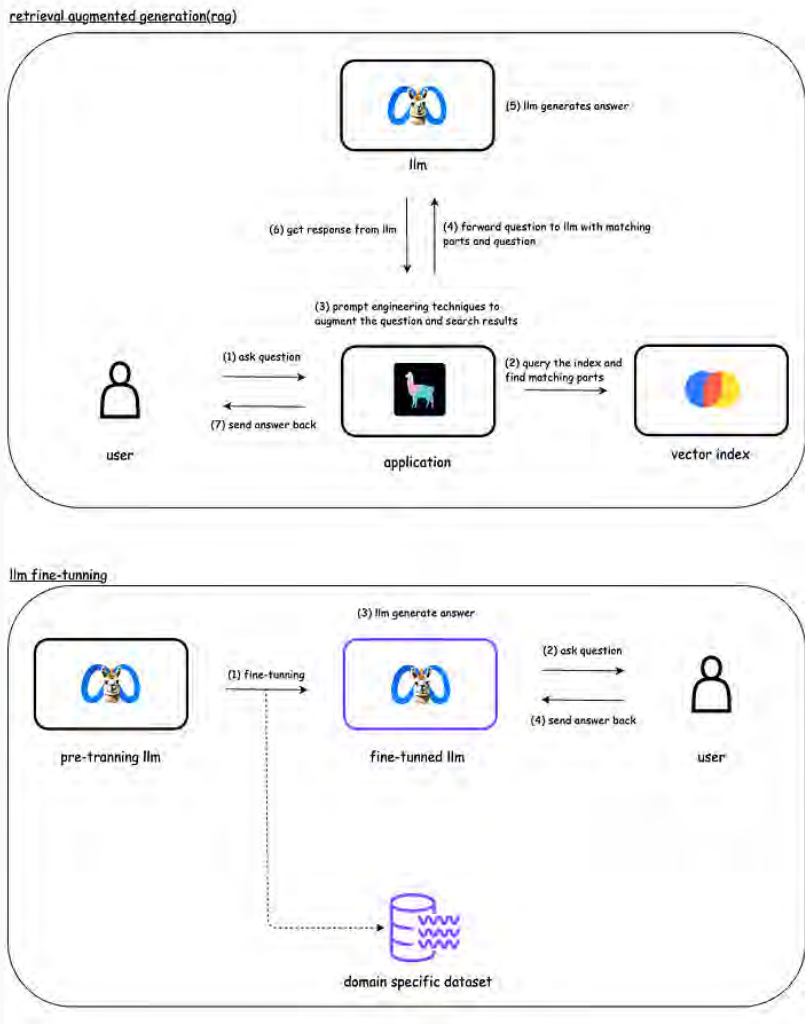 retrieval augmented generation(rag)
(5) llm generates answer
llm
(6) get response from llm
(4) forward question to llm with matching
parts and question
(3) prompt engineering techniques to
augment the question and search results
(1) ask question
(2) query the index and
find matching parts
(7) send answer back
user
application
vector index
llm fine-tunning
(3) llm generate answer
(1) fine-tunning
(2) ask question
(4) send answer back
pre-tranning llm
fine-tunned llm
user
domain specific dataset